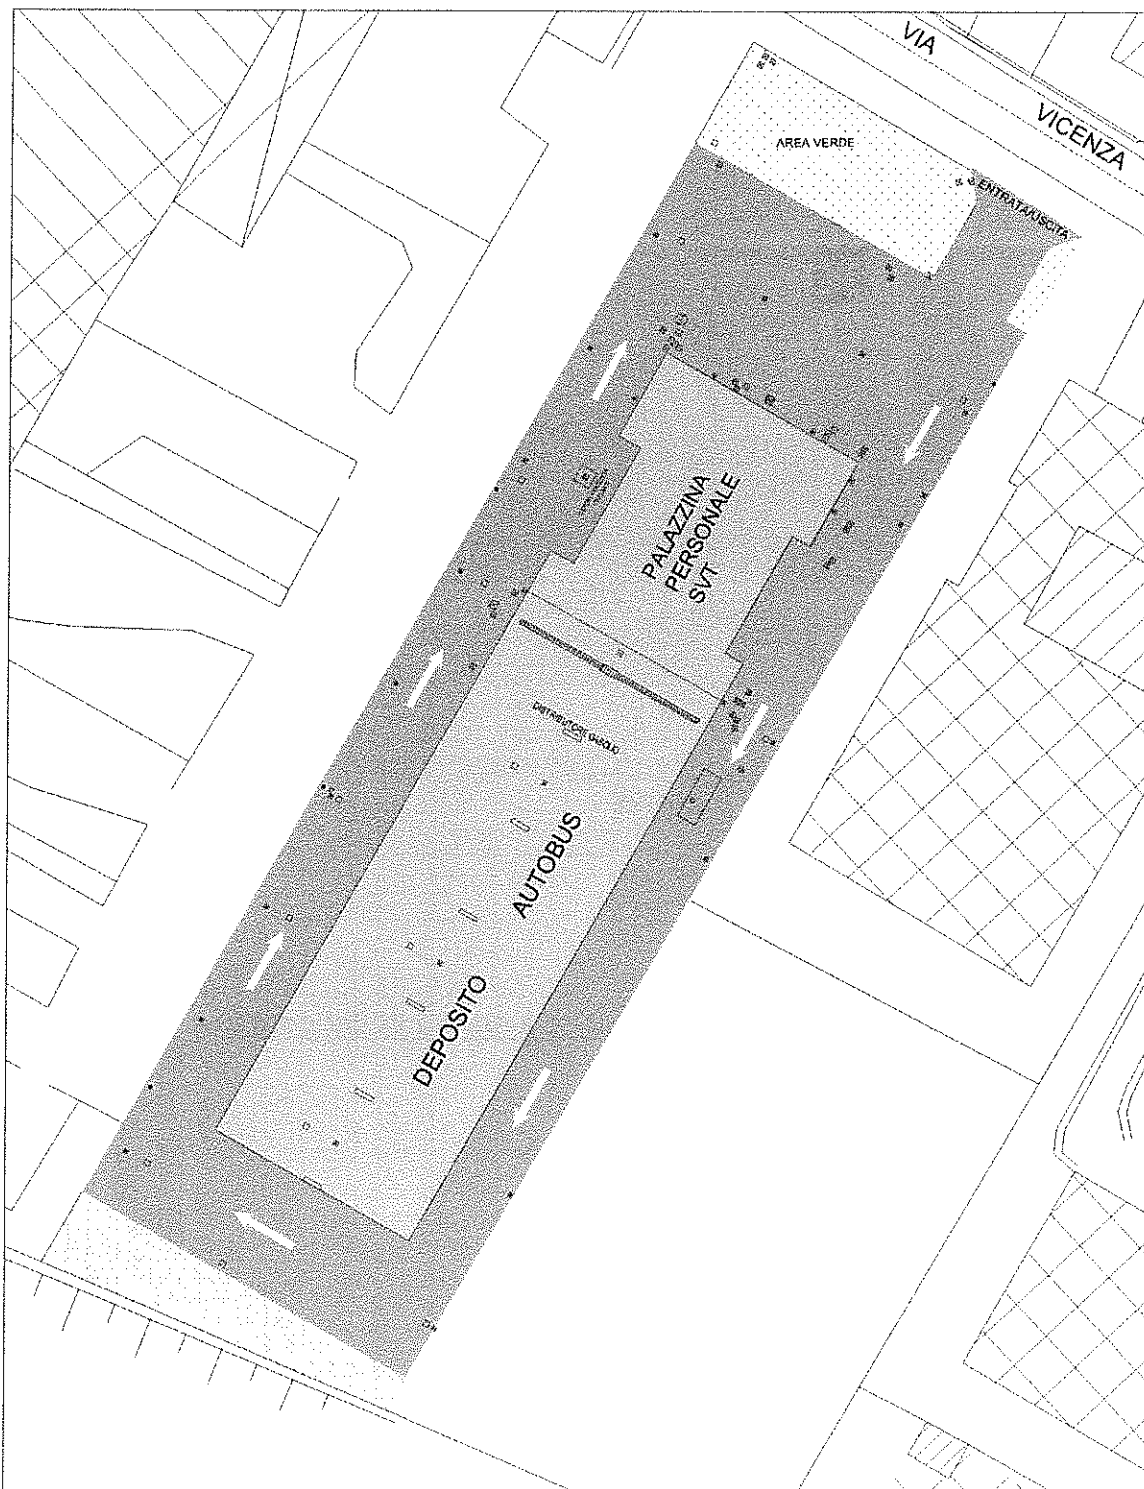 VIA
VICENZA
AREA VERDE
ENTRATA/USCITA
PALAZZINA
PERSONALE
SVT
DISTRIBUTORE GASOLIO
AUTOBUS
DEPOSITO